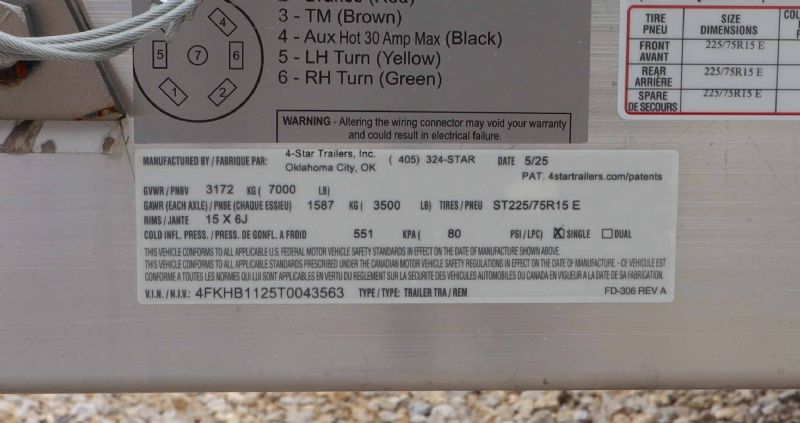 3 - TM (Brown)
4 - Aux Hot 30 Amp Max (Black)
5 - LH Turn (Yellow)
6 - RH Turn (Green)
4
5
7
6
1
2
WARNING - Altering the wiring connector may void your warranty
and could result in electrical failure.
TIRE PNEU SIZE DIMENSIONS
FRONT AVANT 225/75R15 E
REAR ARRIÈRE 225/75R15 E
SPARE DE SECOURS 225/75R15 E
MANUFACTURED BY / FABRIQUE PAR: 4-Star Trailers, Inc. ( 405) 324-STAR DATE 5/25
Oklahoma City, OK PAT. 4startrailers.com/patents
GVWR / PNBV 3172 KG ( 7000 LB)
GAWR (EACH AXLE) / PNBE (CHAQUE ESSIEU) 1587 KG ( 3500 LB) TIRES / PNEU ST225/75R15 E
RIMS / JANTE 15 X 6J
COLD INFL. PRESS. / PRESS. DE GONFL. A FROID 551 KPA ( 80 PSI / LPC) X SINGLE DUAL
THIS VEHICLE CONFORMS TO ALL APPLICABLE U.S. FEDERAL MOTOR VEHICLE SAFETY STANDARDS IN EFFECT ON THE DATE OF MANUFACTURE SHOWN ABOVE.
THIS VEHICLE CONFORMS TO ALL APPLICABLE STANDARDS PRESCRIBED UNDER THE CANADIAN MOTOR VEHICLE SAFETY REGULATIONS IN EFFECT ON THE DATE OF MANUFACTURE. - CE VEHICULE EST
CONFORME A TOUTES LES NORMES QUI LUI SONT APPLICABLES EN VERTU DU REGLEMENT SUR LA SECURITE DES VEHICULES AUTOMOBILES DU CANADA EN VIGUEUR A LA DATE DE SA FABRICATION.
V.I.N. / N.I.V.: 4FKHB1125T0043563 TYPE / TYPE: TRAILER TRA / REM FD-306 REV A